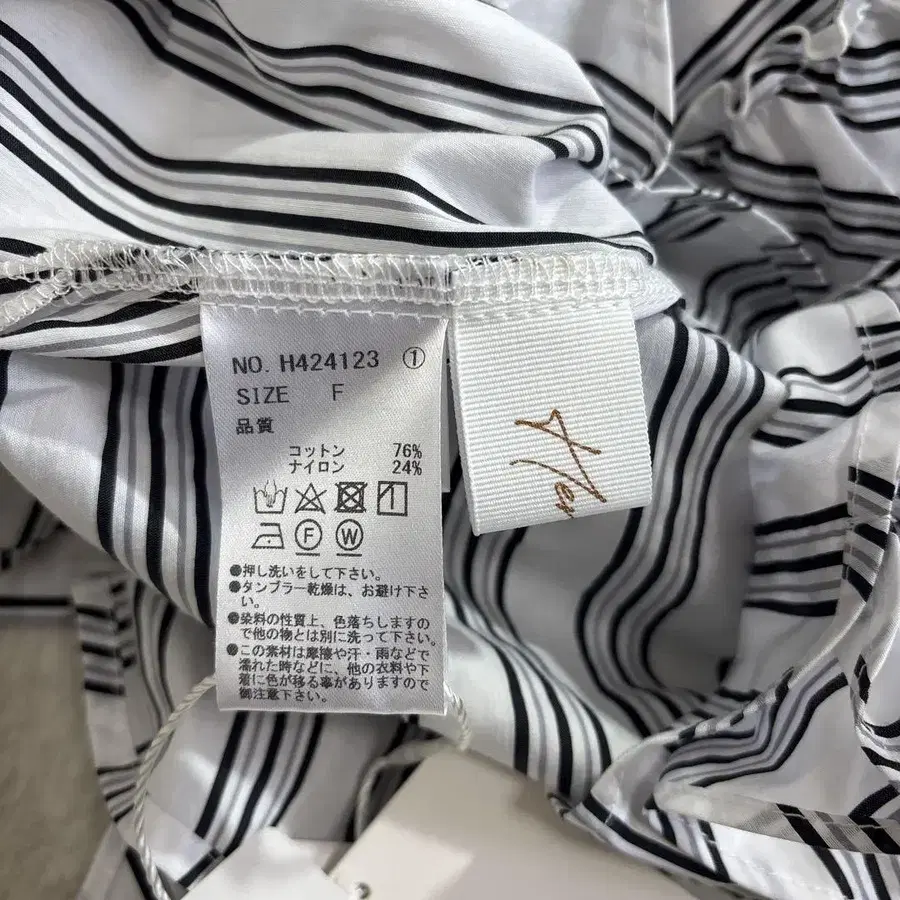 NO. H424123 ①
SIZE F
品質
コットン 76%
ナイロン 24%
F W
●押し洗いをして下さい。
●タンブラー乾燥は、お避け下さ
い。
●染料の性質上、色落ちしますの
で他の物とは別に洗って下さい。
●この素材は摩擦や汗・雨などで
濡れた時などに、他の衣料や下
着に色が移る事がありますので
御注意下さい。